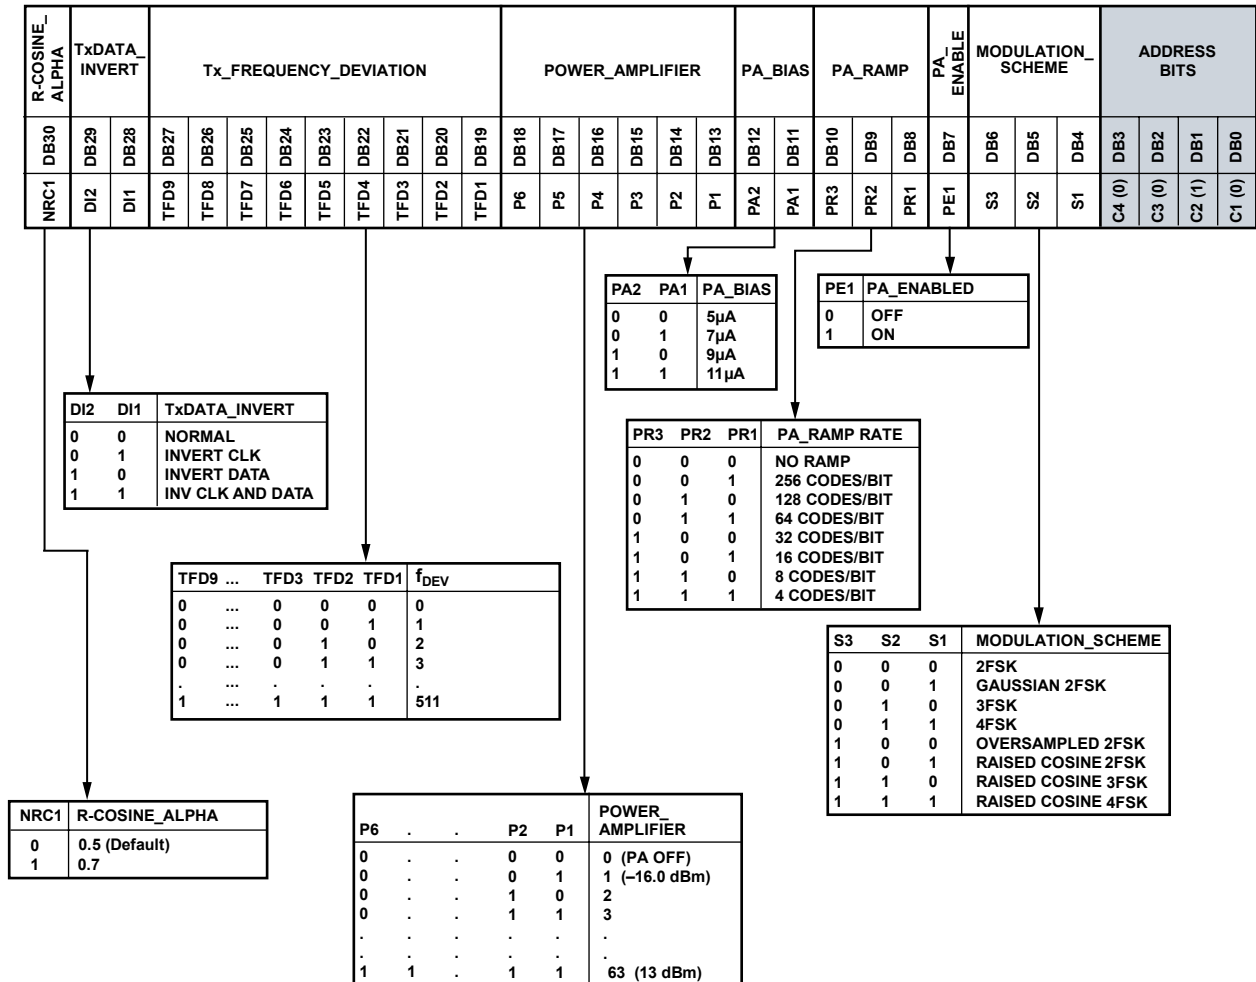 R-COSINE_
ALPHA
TxDATA_
INVERT
Tx_FREQUENCY_DEVIATION
POWER_AMPLIFIER
PA_BIAS
PA_RAMP
PA_
ENABLE
MODULATION_
SCHEME
ADDRESS
BITS
DB30 DB29 DB28 DB27 DB26 DB25 DB24 DB23 DB22 DB21 DB20 DB19 DB18 DB17 DB16 DB15 DB14 DB13 DB12 DB11 DB10 DB9 DB8 DB7 DB6 DB5 DB4 DB3 DB2 DB1 DB0
NRC1 DI2 DI1 TFD9 TFD8 TFD7 TFD6 TFD5 TFD4 TFD3 TFD2 TFD1 P6 P5 P4 P3 P2 P1 PA2 PA1 PR3 PR2 PR1 PE1 S3 S2 S1 C4 (0) C3 (0) C2 (1) C1 (0)
PA2 PA1 PA_BIAS
0 0 5µA
0 1 7µA
1 0 9µA
1 1 11µA
PE1 PA_ENABLED
0 OFF
1 ON
DI2 DI1 TxDATA_INVERT
0 0 NORMAL
0 1 INVERT CLK
1 0 INVERT DATA
1 1 INV CLK AND DATA
PR3 PR2 PR1 PA_RAMP RATE
0 0 0 NO RAMP
0 0 1 256 CODES/BIT
0 1 0 128 CODES/BIT
0 1 1 64 CODES/BIT
1 0 0 32 CODES/BIT
1 0 1 16 CODES/BIT
1 1 0 8 CODES/BIT
1 1 1 4 CODES/BIT
TFD9 ... TFD3 TFD2 TFD1 fDEV
0 ... 0 0 0 0
0 ... 0 0 1 1
0 ... 0 1 0 2
0 ... 0 1 1 3
. ... . . . .
1 ... 1 1 1 511
S3 S2 S1 MODULATION_SCHEME
0 0 0 2FSK
0 0 1 GAUSSIAN 2FSK
0 1 0 3FSK
0 1 1 4FSK
1 0 0 OVERSAMPLED 2FSK
1 0 1 RAISED COSINE 2FSK
1 1 0 RAISED COSINE 3FSK
1 1 1 RAISED COSINE 4FSK
NRC1 R-COSINE_ALPHA
0 0.5 (Default)
1 0.7
P6 . . P2 P1 POWER_
AMPLIFIER
0 . . 0 0 0 (PA OFF)
0 . . 0 1 1 (–16.0 dBm)
0 . . 1 0 2
0 . . 1 1 3
. . . . . .
. . . . . .
1 1 . 1 1 63 (13 dBm)